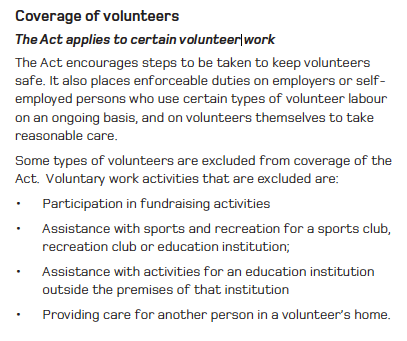 Coverage of volunteers
The Act applies to certain volunteer work
The Act encourages steps to be taken to keep volunteers
safe. It also places enforceable duties on employers or self-
employed persons who use certain types of volunteer labour
on an ongoing basis, and on volunteers themselves to take
reasonable care.
Some types of volunteers are excluded from coverage of the
Act. Voluntary work activities that are excluded are:
• Participation in fundraising activities
• Assistance with sports and recreation for a sports club,
recreation club or education institution;
• Assistance with activities for an education institution
outside the premises of that institution
• Providing care for another person in a volunteer's home.